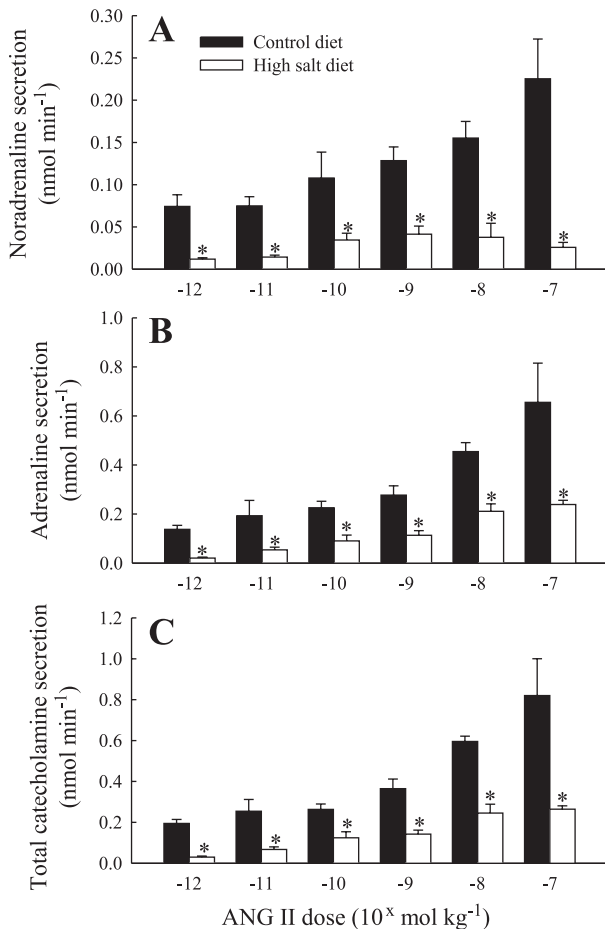 A
Control diet
High salt diet
Noradrenaline secretion
(nmol min⁻¹)
0.30
0.25
0.20
0.15
0.10
0.05
0.00
* * * * * *
-12 -11 -10 -9 -8 -7
B
Adrenaline secretion
(nmol min⁻¹)
1.0
0.8
0.6
0.4
0.2
0.0
* * * * * *
-12 -11 -10 -9 -8 -7
C
Total catecholamine secretion
(nmol min⁻¹)
1.2
1.0
0.8
0.6
0.4
0.2
0.0
* * * * * *
-12 -11 -10 -9 -8 -7
ANG II dose (10ˣ mol kg⁻¹)